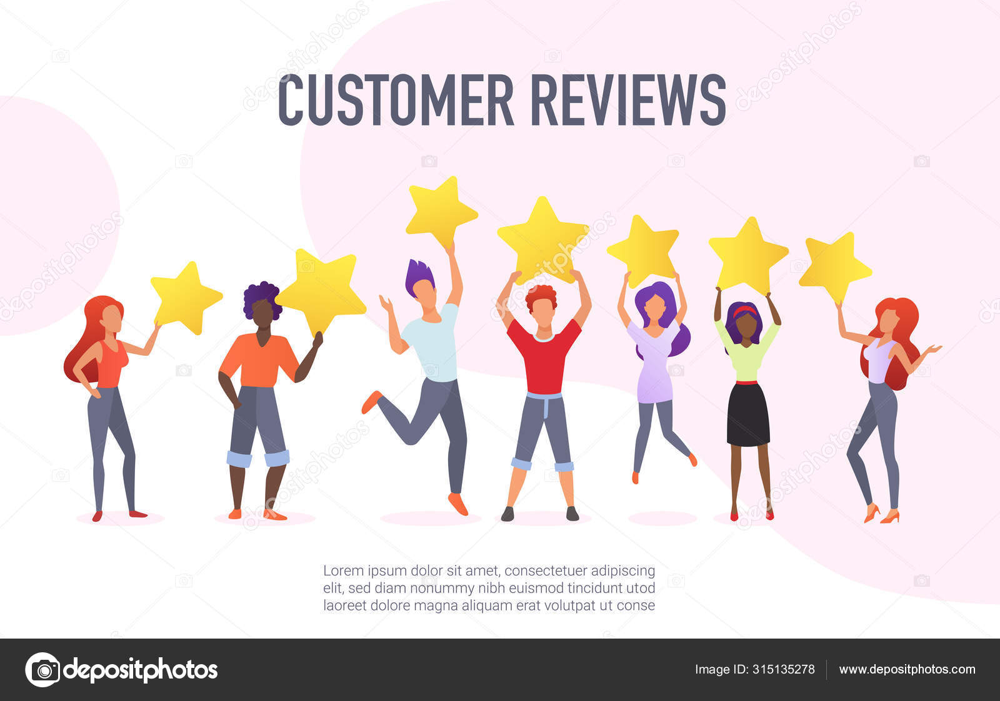 CUSTOMER REVIEWS
Lorem ipsum dolor sit amet, consectetuer adipiscing
elit, sed diam nonummy nibh euismod tincidunt utod
laoreet dolore magna aliquam erat volutpat ut conse
depositphotos
Image ID: 315135278
www.depositphotos.com